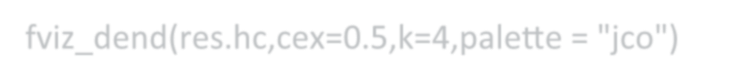 fviz_dend(res.hc,cex=0.5,k=4,palette = "jco")